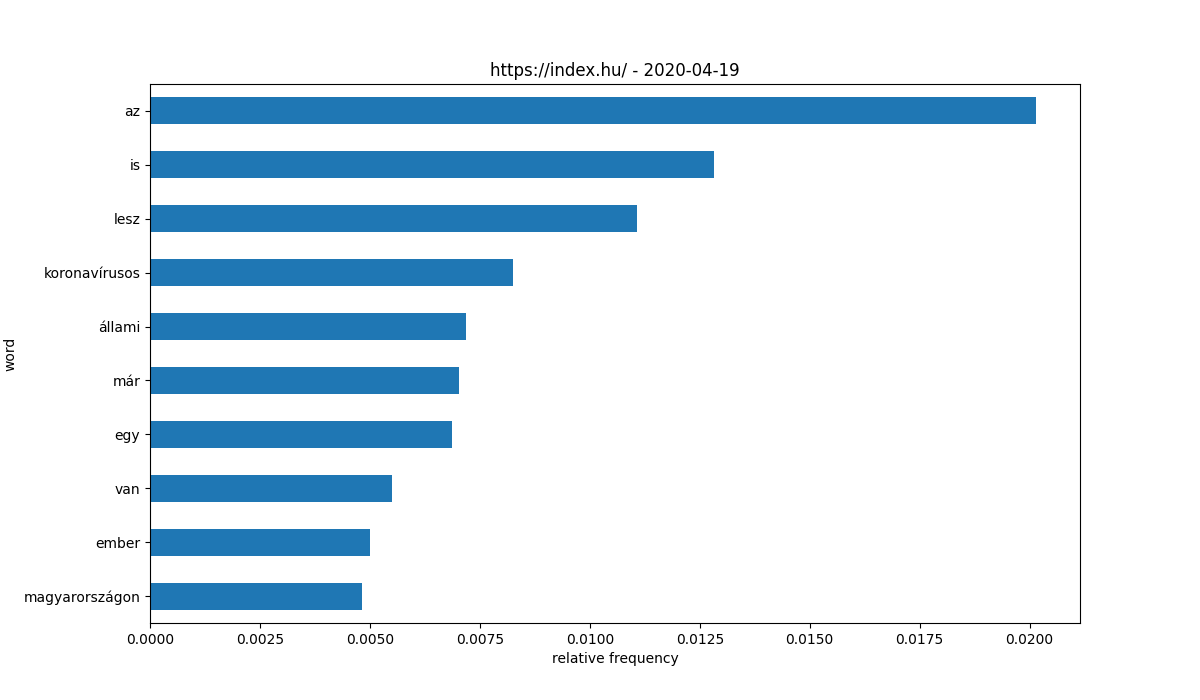 https://index.hu/ - 2020-04-19
az
is
lesz
koronavírusos
állami
már
egy
van
ember
magyarországon
word
0.0000 0.0025 0.0050 0.0075 0.0100 0.0125 0.0150 0.0175 0.0200
relative frequency